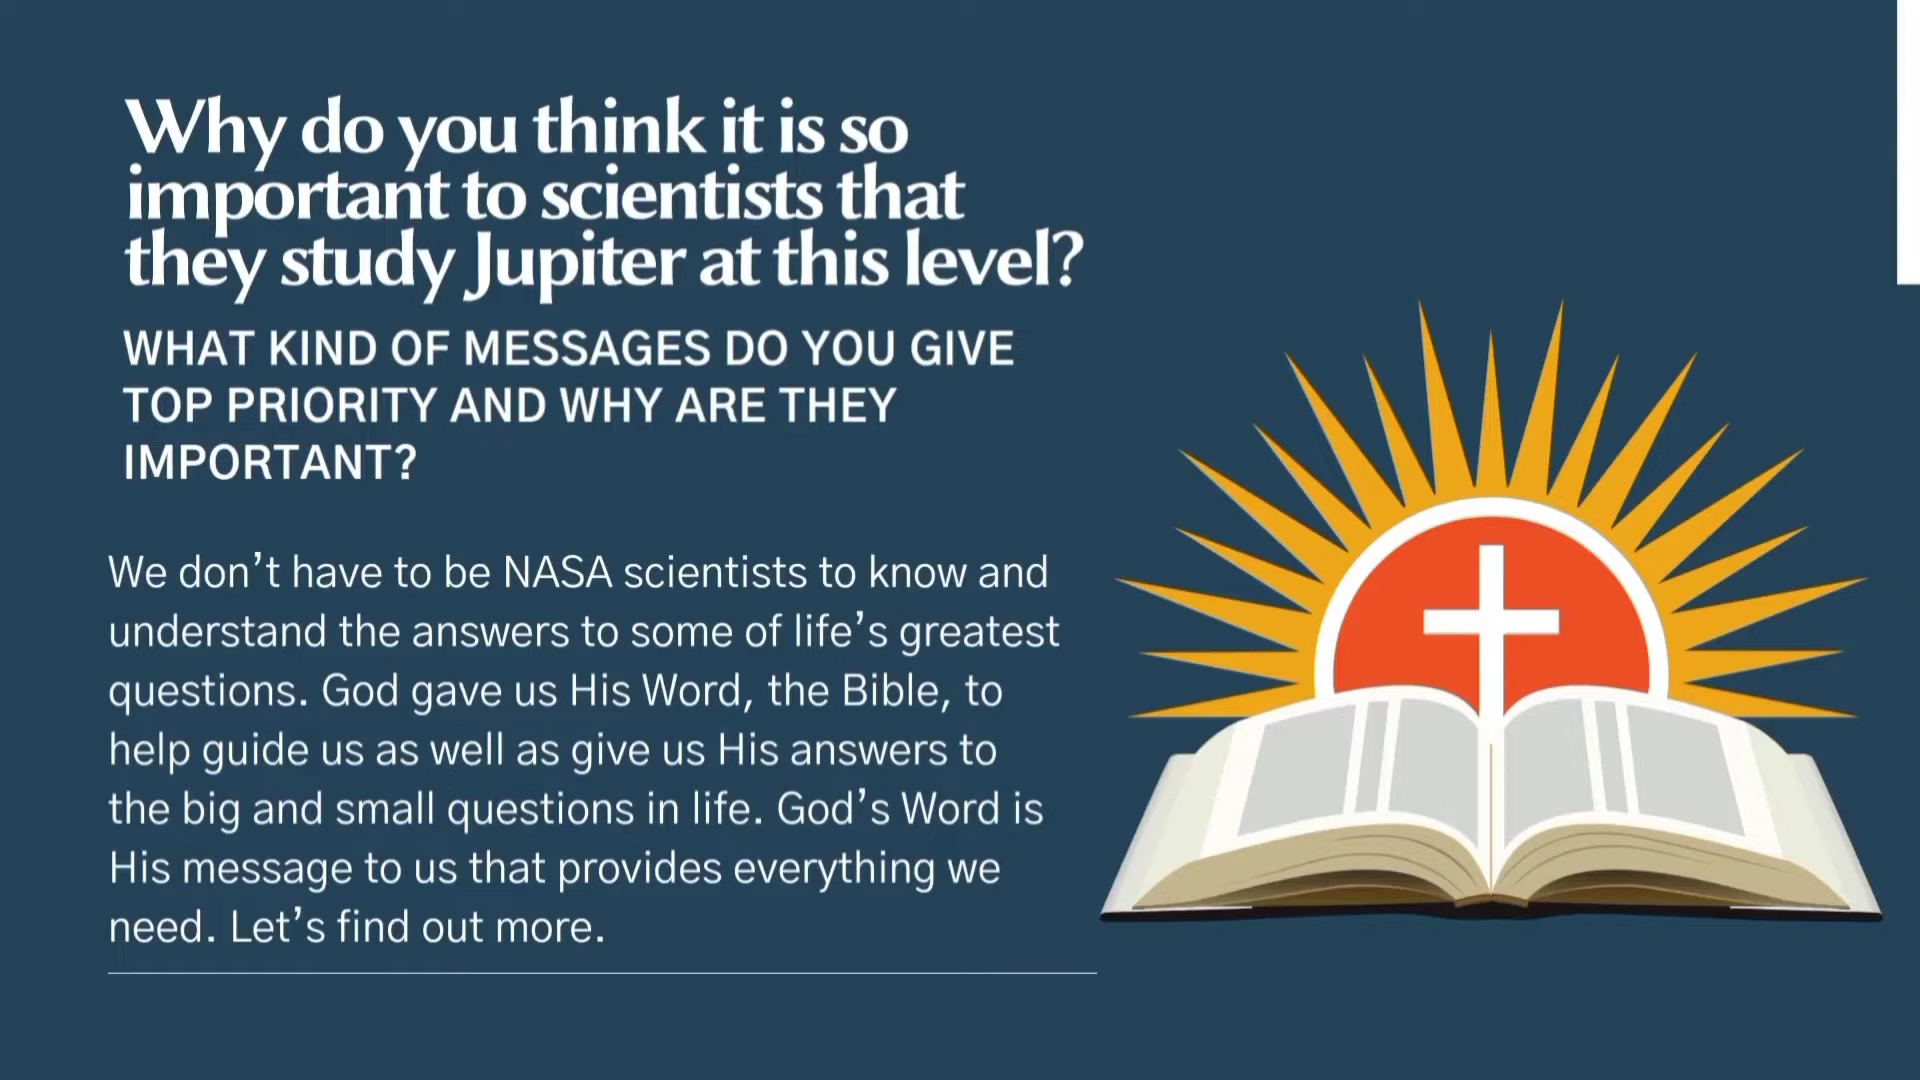 Why do you think it is so
important to scientists that
they study Jupiter at this level?
WHAT KIND OF MESSAGES DO YOU GIVE
TOP PRIORITY AND WHY ARE THEY
IMPORTANT?
We don’t have to be NASA scientists to know and
understand the answers to some of life’s greatest
questions. God gave us His Word, the Bible, to
help guide us as well as give us His answers to
the big and small questions in life. God’s Word is
His message to us that provides everything we
need. Let’s find out more.